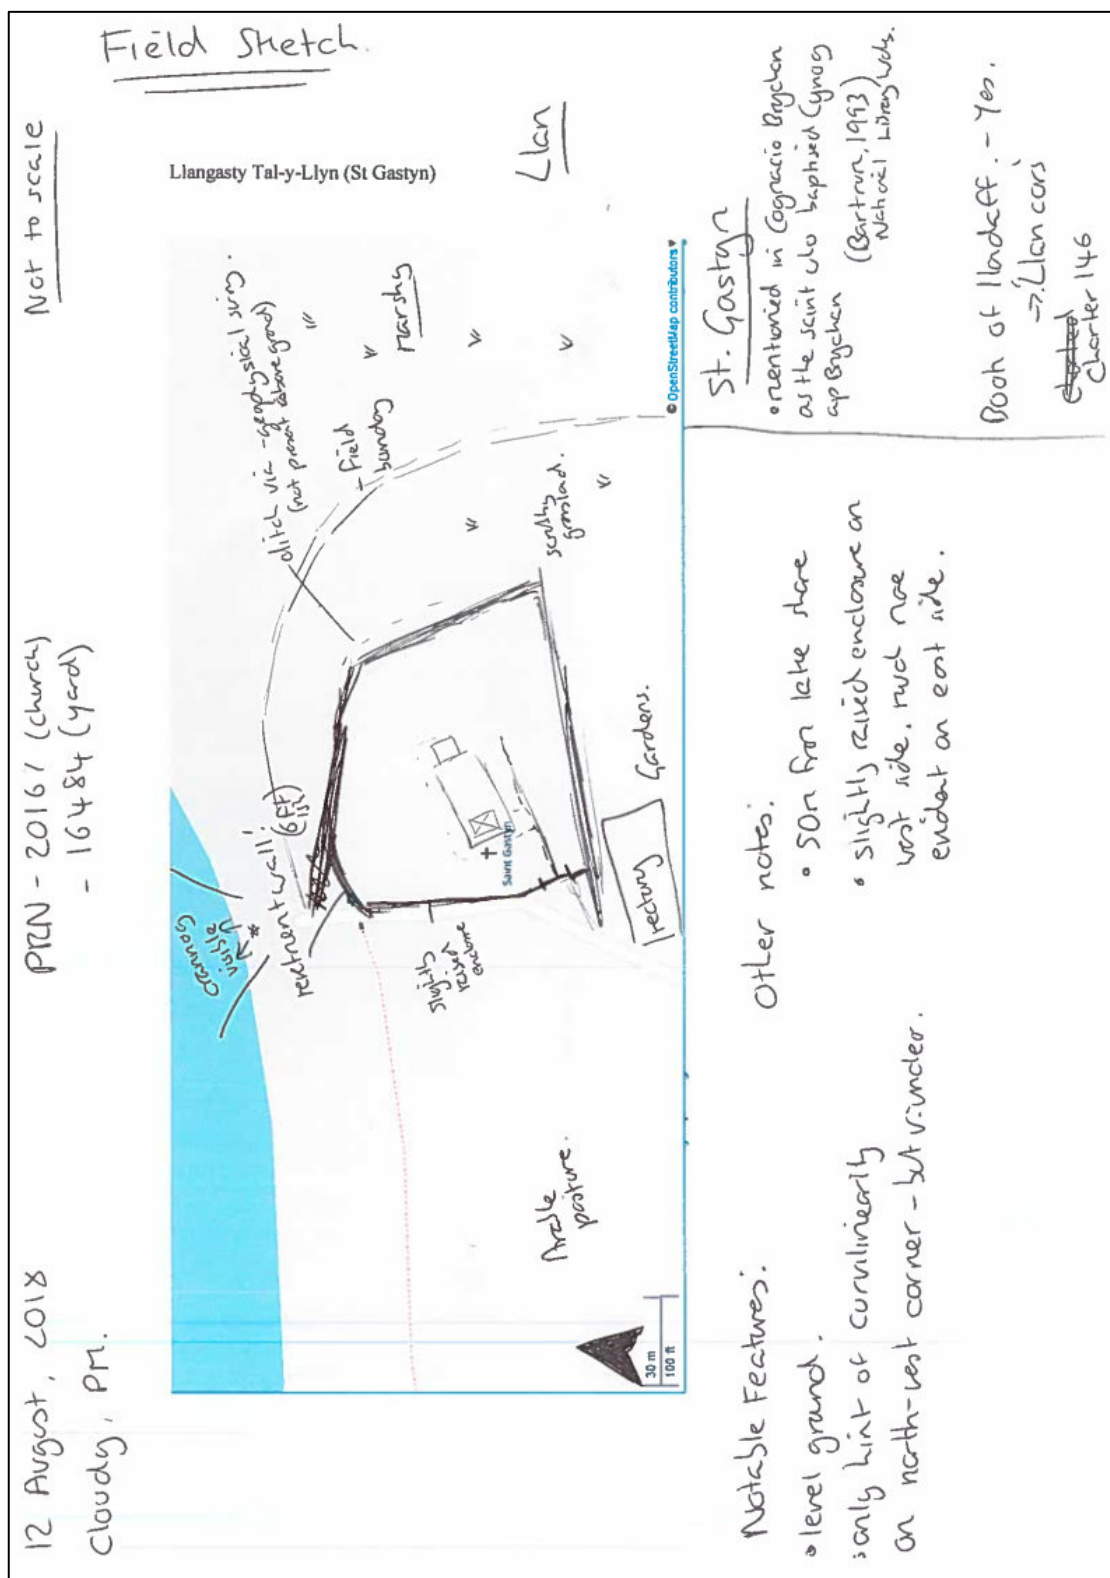 Field Sketch.
12 August, 2018
Cloudy, PM.
PRN - 20161 (church)
- 16484 (yard)
Not to scale
Llangasty Tal-y-Llyn (St Gastyn)
Llan
crannog
visible
*
retirement wall!
(6ft
ditch via - geophysical survey.
(not present above ground)
- field
boundary
marshy
scrubby
grassland.
Saint Gastyn
slightly
raised
enclosure
Arable
pasture.
rectory
Gardens.
30 m
100 ft
© OpenStreetMap contributors
Notable Features:
• level ground.
• only hint of curvilinearity
on north-west corner - but v. under.
Other notes:
• 50m from lake shore
• slightly raised enclosure on
west side. much more
evident on east side.
St. Gastyn
• mentioned in Cognacio Brychan
as the saint who baptised Cynog
ap Brychan
(Bartrum, 1993)
National Library Wales.
Book of Llandaff. - Yes.
→ Llan cors
Charter 146